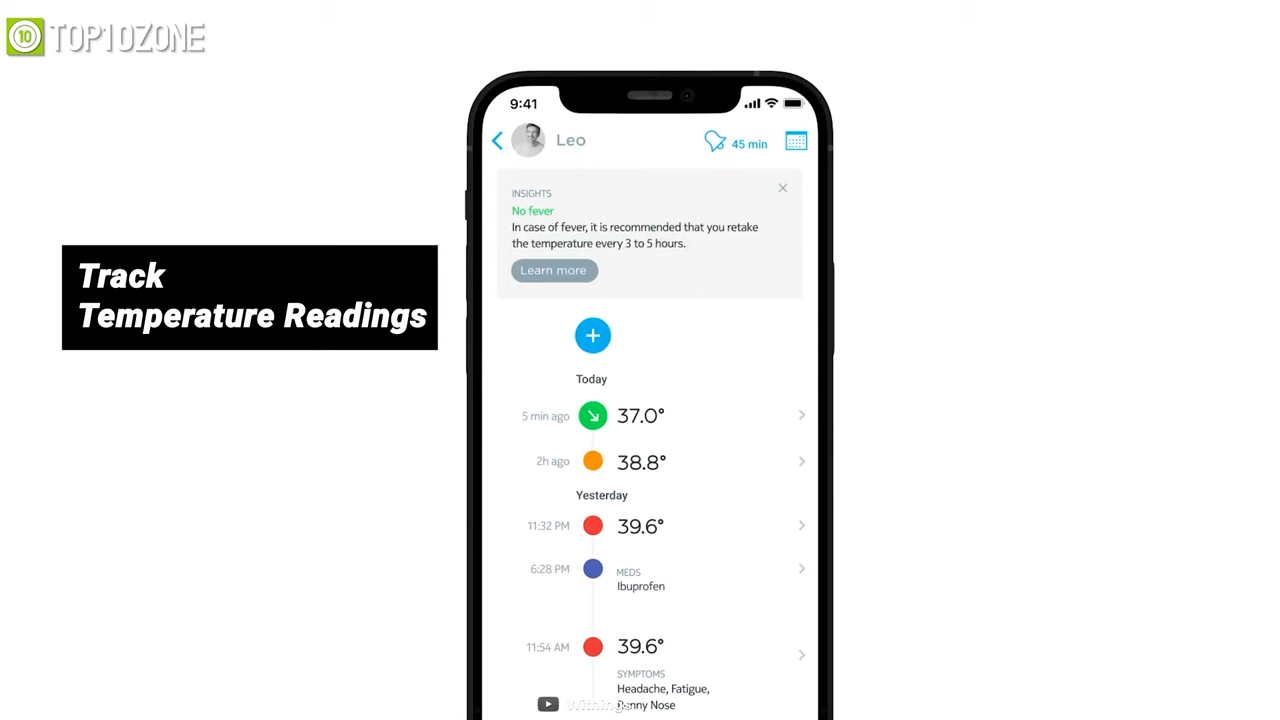 TOP10ZONE
10
9:41
Leo
45 min
INSIGHTS
No fever
In case of fever, it is recommended that you retake
the temperature every 3 to 5 hours.
Learn more
Track
Temperature Readings
Today
5 min ago 37.0°
2h ago 38.8°
Yesterday
11:32 PM 39.6°
6:28 PM MEDS
Ibuprofen
11:54 AM 39.6°
SYMPTOMS
Headache, Fatigue,
Runny Nose
Withings